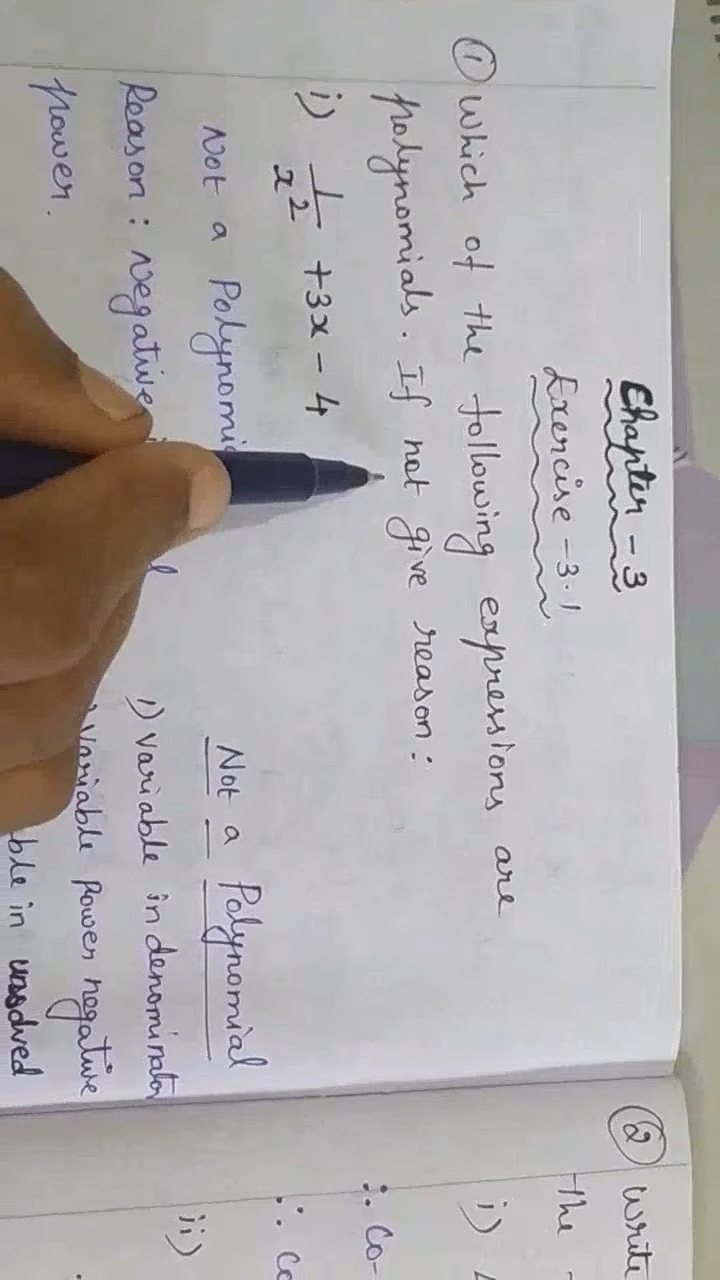 Chapter - 3
Exercise - 3.1
① Which of the following expressions are
polynomials. If not give reason:
i) 1/x² + 3x - 4
Not a
Reason : Negative
power.
Not a Polynomial
1) variable in denominator
variable Power negative
in unsolved
② Write
the
i)
∴ Co-
∴ Co
ii)